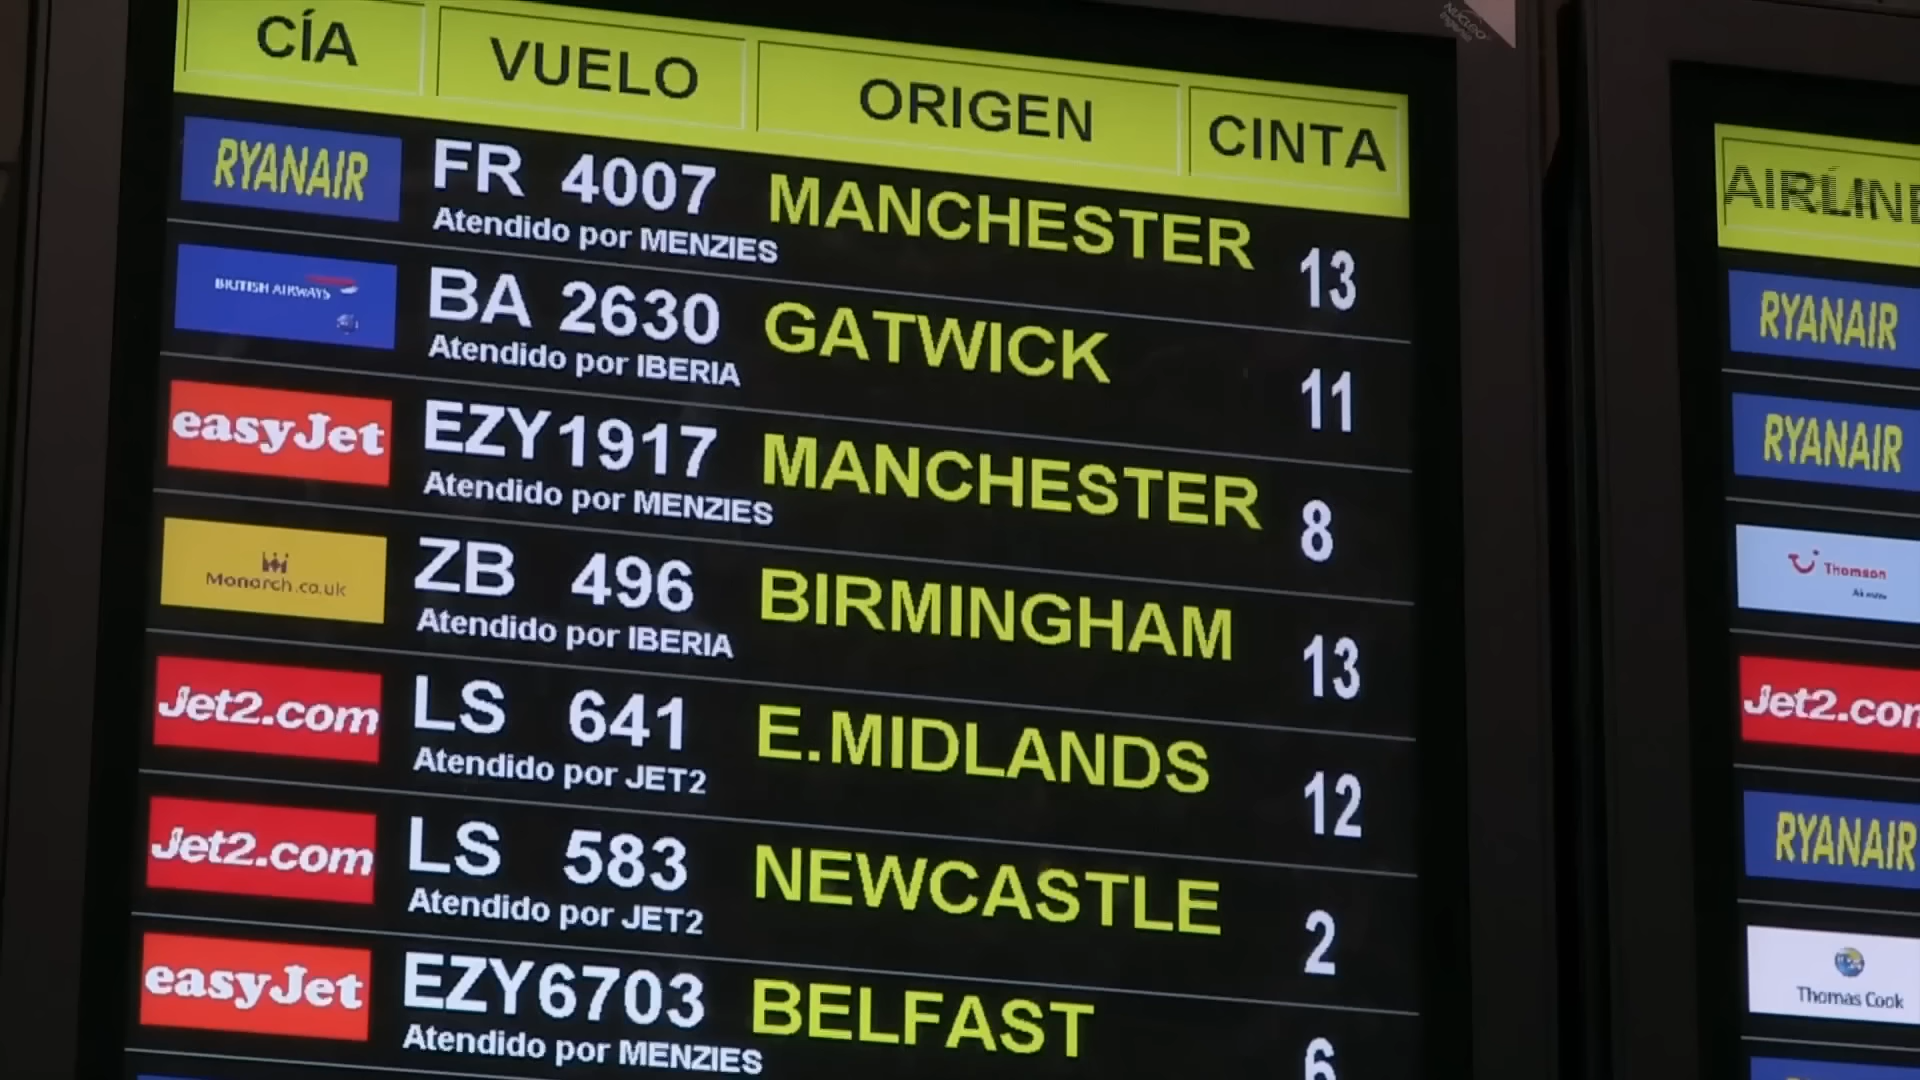 CÍA VUELO ORIGEN CINTA
RYANAIR FR 4007 MANCHESTER 13
Atendido por MENZIES
BRITISH AIRWAYS BA 2630 GATWICK 11
Atendido por IBERIA
easyJet EZY1917 MANCHESTER 8
Atendido por MENZIES
Monarch.co.uk ZB 496 BIRMINGHAM 13
Atendido por IBERIA
Jet2.com LS 641 E.MIDLANDS 12
Atendido por JET2
Jet2.com LS 583 NEWCASTLE 2
Atendido por JET2
easyJet EZY6703 BELFAST 6
Atendido por MENZIES
RYANAIR
RYANAIR
Thomson
Jet2.com
RYANAIR
Thomas Cook